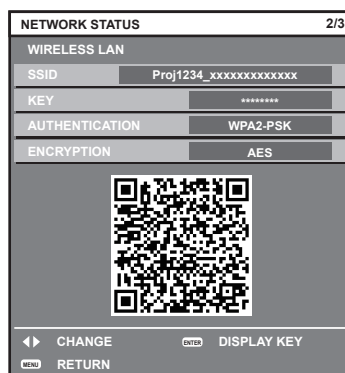 NETWORK STATUS 2/3
WIRELESS LAN
SSID Proj1234_xxxxxxxxxxxxx
KEY ********
AUTHENTICATION WPA2-PSK
ENCRYPTION AES
CHANGE ENTER DISPLAY KEY
MENU RETURN